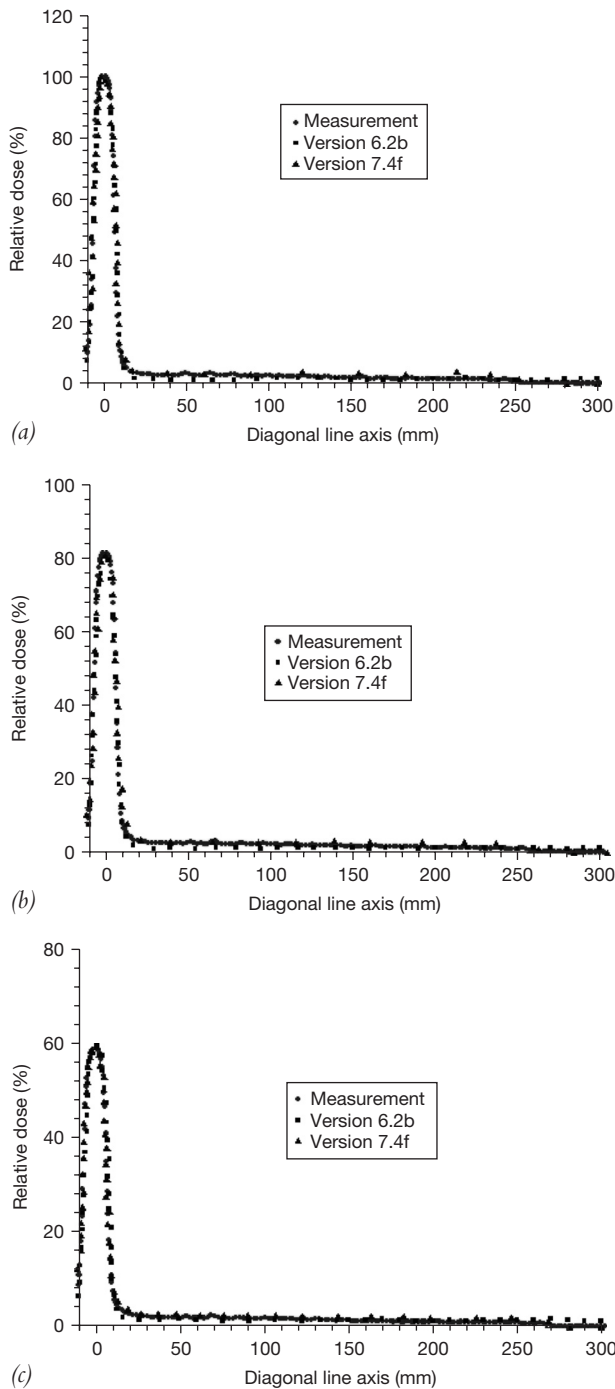 120
100
80
60
40
20
0
Relative dose (%)
Measurement
Version 6.2b
Version 7.4f
0 50 100 150 200 250 300
(a) Diagonal line axis (mm)
100
80
60
40
20
0
Relative dose (%)
Measurement
Version 6.2b
Version 7.4f
0 50 100 150 200 250 300
(b) Diagonal line axis (mm)
80
60
40
20
0
Relative dose (%)
Measurement
Version 6.2b
Version 7.4f
0 50 100 150 200 250 300
(c) Diagonal line axis (mm)